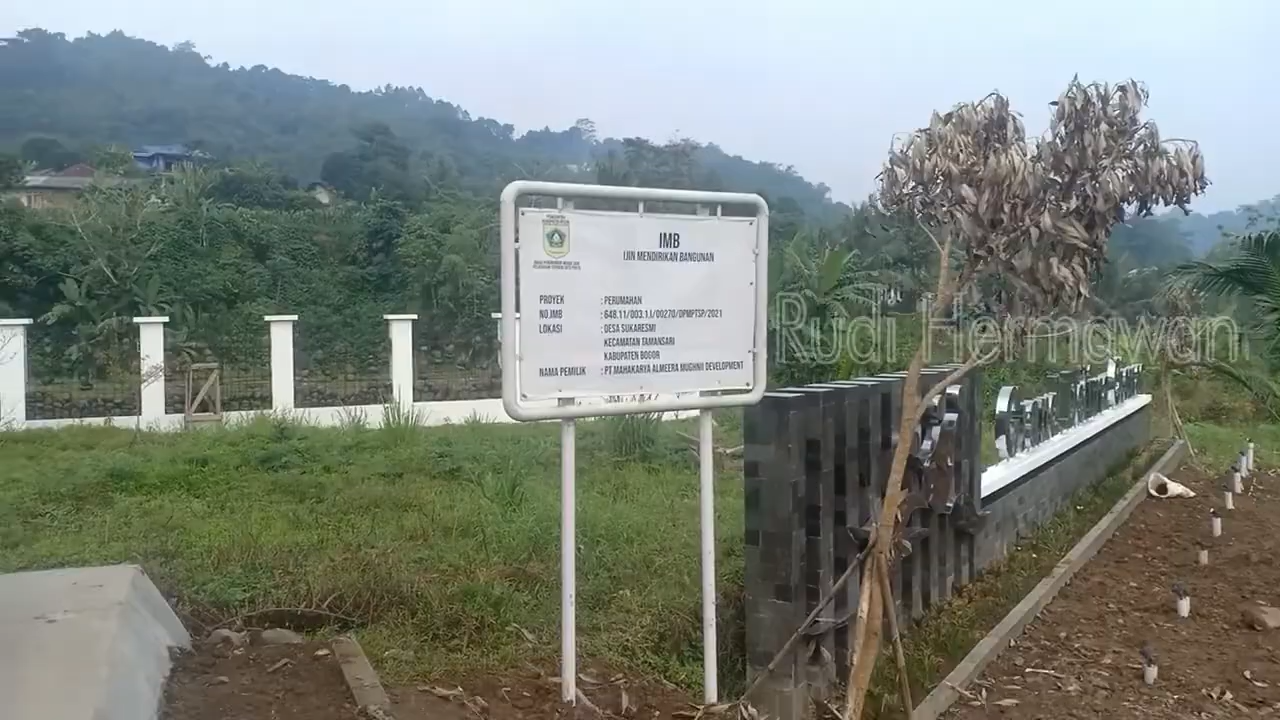 IMB
IJIN MENDIRIKAN BANGUNAN
PROYEK : PERUMAHAN
NO.IMB : 648.11/003.1.1/00270/DPMPTSP/2021
LOKASI : DESA SUKARESMI
KECAMATAN TAMANSARI
KABUPATEN BOGOR
NAMA PEMILIK : PT MAHAKARYA ALMEERA MUGHNII DEVELOPMENT
Rudi Hermawan